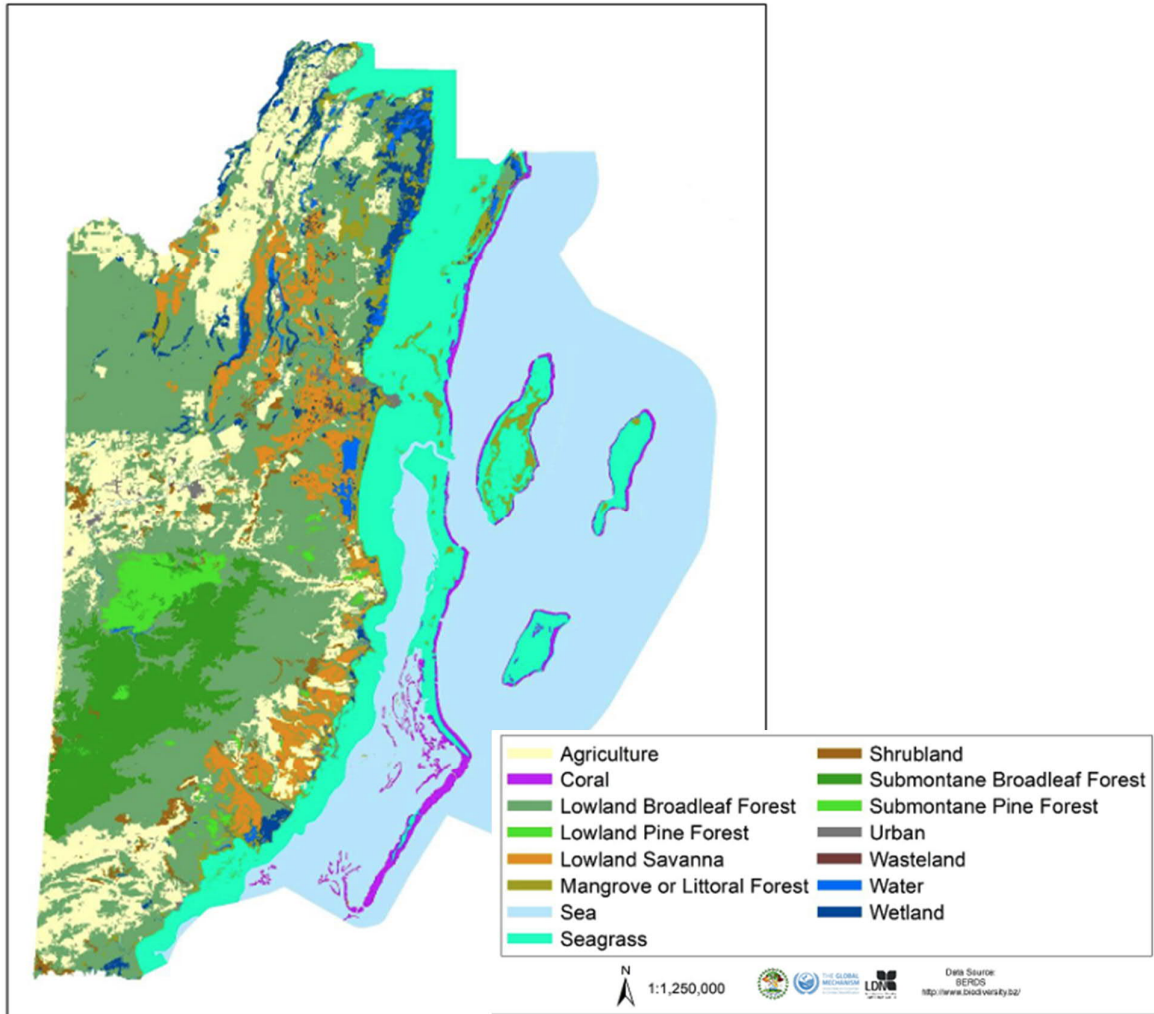 Agriculture
Coral
Lowland Broadleaf Forest
Lowland Pine Forest
Lowland Savanna
Mangrove or Littoral Forest
Sea
Seagrass
Shrubland
Submontane Broadleaf Forest
Submontane Pine Forest
Urban
Wasteland
Water
Wetland
N
1:1,250,000
THE GLOBAL
MECHANISM
LDN
Data Source:
BERDS
http://www.biodiversity.bz/